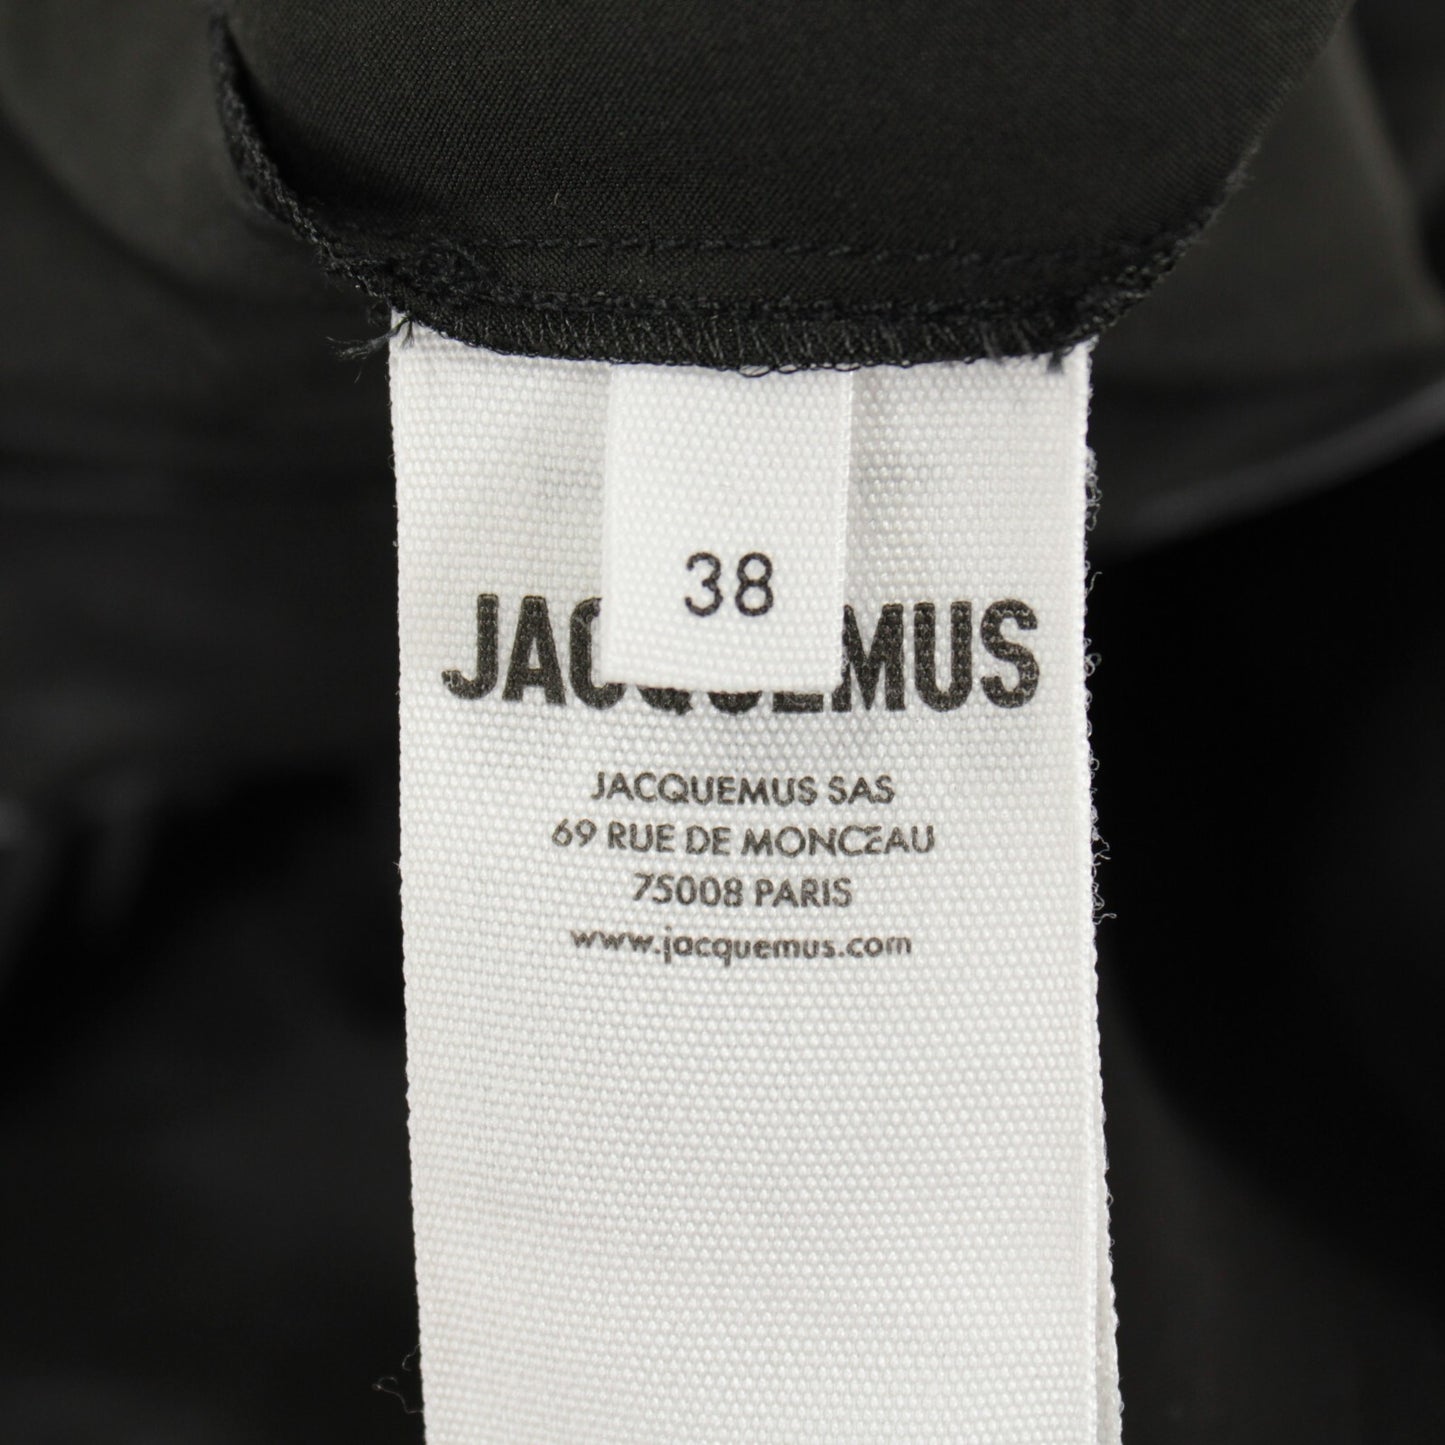 38
JACQUEMUS
JACQUEMUS SAS
69 RUE DE MONCEAU
75008 PARIS
www.jacquemus.com